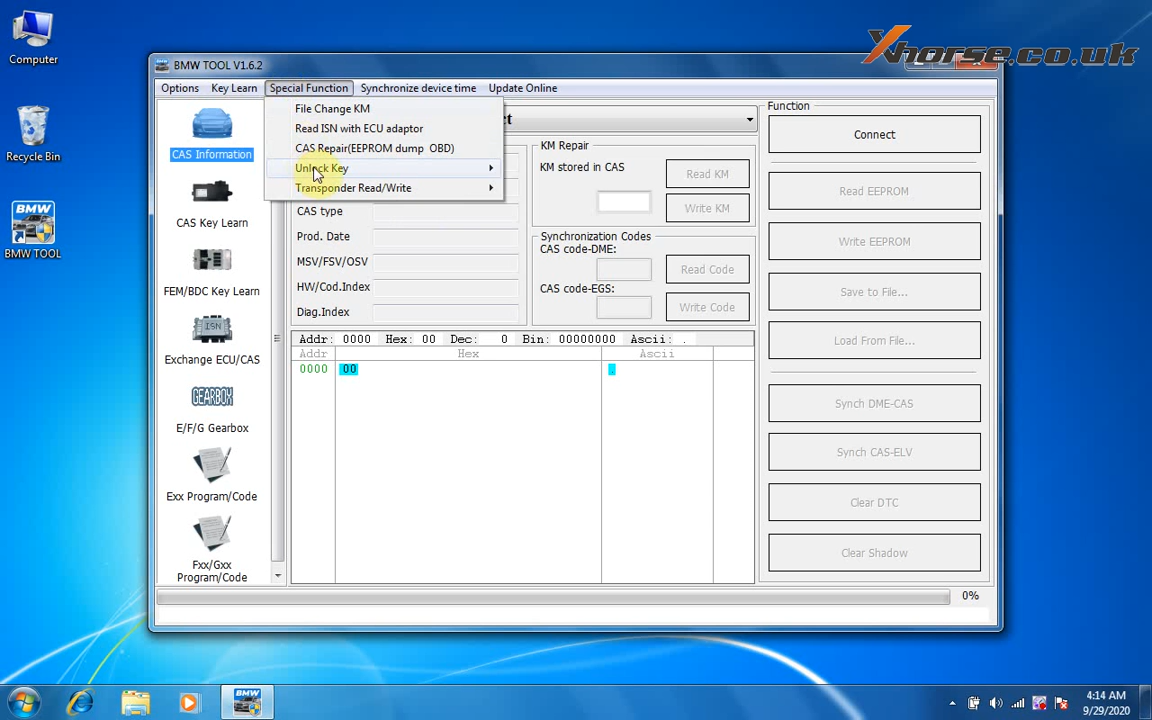 Computer
Recycle Bin
BMW TOOL
Xhorse.co.uk
BMW TOOL V1.6.2
Options Key Learn Special Function Synchronize device time Update Online
File Change KM
Read ISN with ECU adaptor
CAS Repair(EEPROM dump OBD)
Unlock Key
Transponder Read/Write
CAS Information
CAS Key Learn
FEM/BDC Key Learn
ISN
Exchange ECU/CAS
GEARBOX
E/F/G Gearbox
Exx Program/Code
Fxx/Gxx
Program/Code
ct
CAS type
Prod. Date
MSV/FSV/OSV
HW/Cod.Index
Diag.Index
KM Repair
KM stored in CAS
Read KM
Write KM
Synchronization Codes
CAS code-DME:
Read Code
CAS code-EGS:
Write Code
Addr: 0000 Hex: 00 Dec: 0 Bin: 00000000 Ascii: .
Addr Hex Ascii
0000 00 .
Function
Connect
Read EEPROM
Write EEPROM
Save to File...
Load From File...
Synch DME-CAS
Synch CAS-ELV
Clear DTC
Clear Shadow
0%
BMW
4:14 AM
9/29/2020